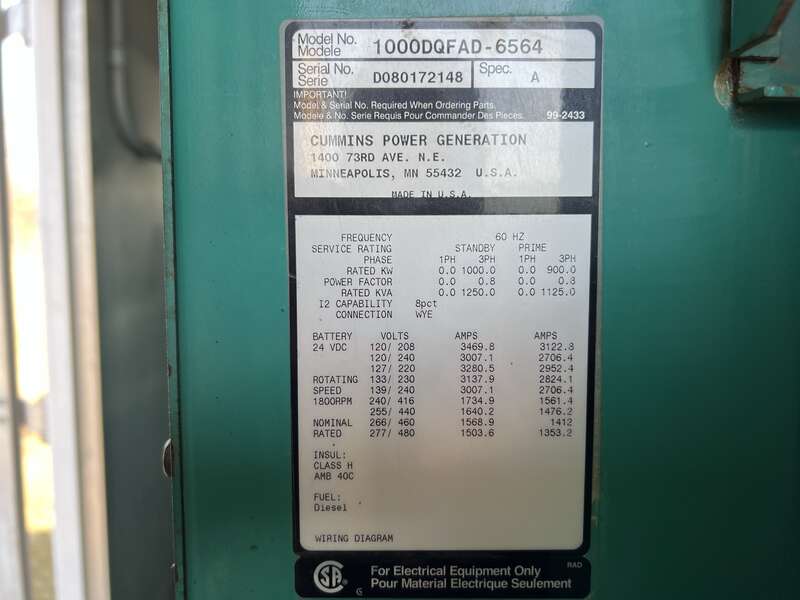 Model No. 1000DQFAD-6564
Modele
Serial No. D080172148 Spec. A
Serie
IMPORTANT!
Model & Serial No. Required When Ordering Parts.
Modele & No. Serie Requis Pour Commander Des Pieces. 99-2433
CUMMINS POWER GENERATION
1400 73RD AVE. N.E.
MINNEAPOLIS, MN 55432 U.S.A.
MADE IN U.S.A.
FREQUENCY 60 HZ
SERVICE RATING STANDBY PRIME
PHASE 1PH 3PH 1PH 3PH
RATED KW 0.0 1000.0 0.0 900.0
POWER FACTOR 0.0 0.8 0.0 0.8
RATED KVA 0.0 1250.0 0.0 1125.0
I2 CAPABILITY 8pct
CONNECTION WYE
BATTERY VOLTS AMPS AMPS
24 VDC 120/ 208 3469.8 3122.8
120/ 240 3007.1 2706.4
127/ 220 3280.5 2952.4
ROTATING 133/ 230 3137.9 2824.1
SPEED 139/ 240 3007.1 2706.4
1800RPM 240/ 416 1734.9 1561.4
255/ 440 1640.2 1476.2
NOMINAL 266/ 460 1568.9 1412
RATED 277/ 480 1503.6 1353.2
INSUL:
CLASS H
AMB 40C
FUEL:
Diesel
WIRING DIAGRAM
RAD
SA For Electrical Equipment Only
G Pour Material Electrique Seulement